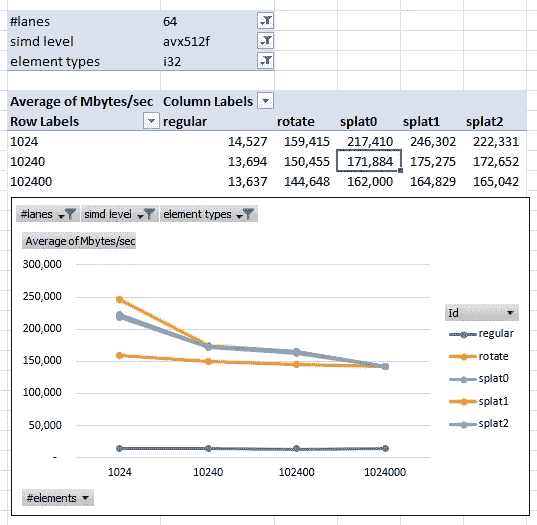 #lanes 64
simd level avx512f
element types i32
Average of Mbytes/sec Column Labels
Row Labels regular rotate splat0 splat1 splat2
1024 14,527 159,415 217,410 246,302 222,331
10240 13,694 150,455 171,884 175,275 172,652
102400 13,637 144,648 162,000 164,829 165,042
#lanes simd level element types
Average of Mbytes/sec
300,000
250,000
200,000
150,000
100,000
50,000
-
1024 10240 102400 1024000
Id
regular
rotate
splat0
splat1
splat2
#elements